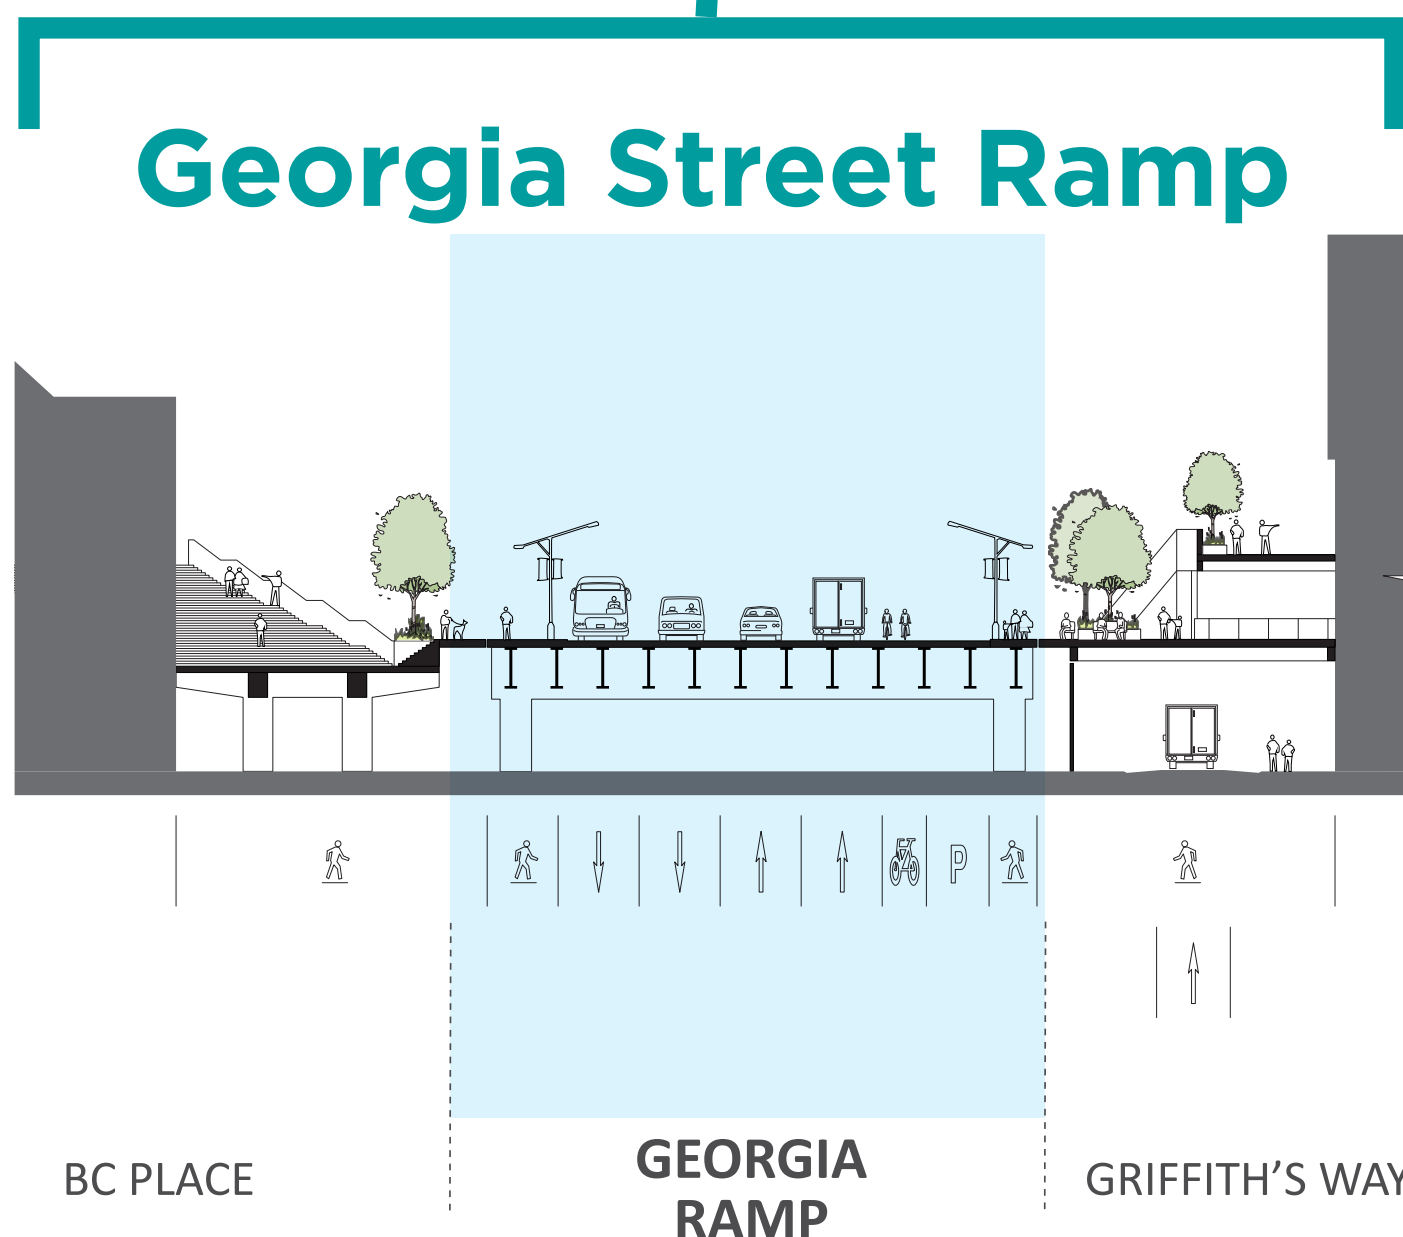 Georgia Street Ramp
P
BC PLACE
GEORGIA
RAMP
GRIFFITH'S WAY